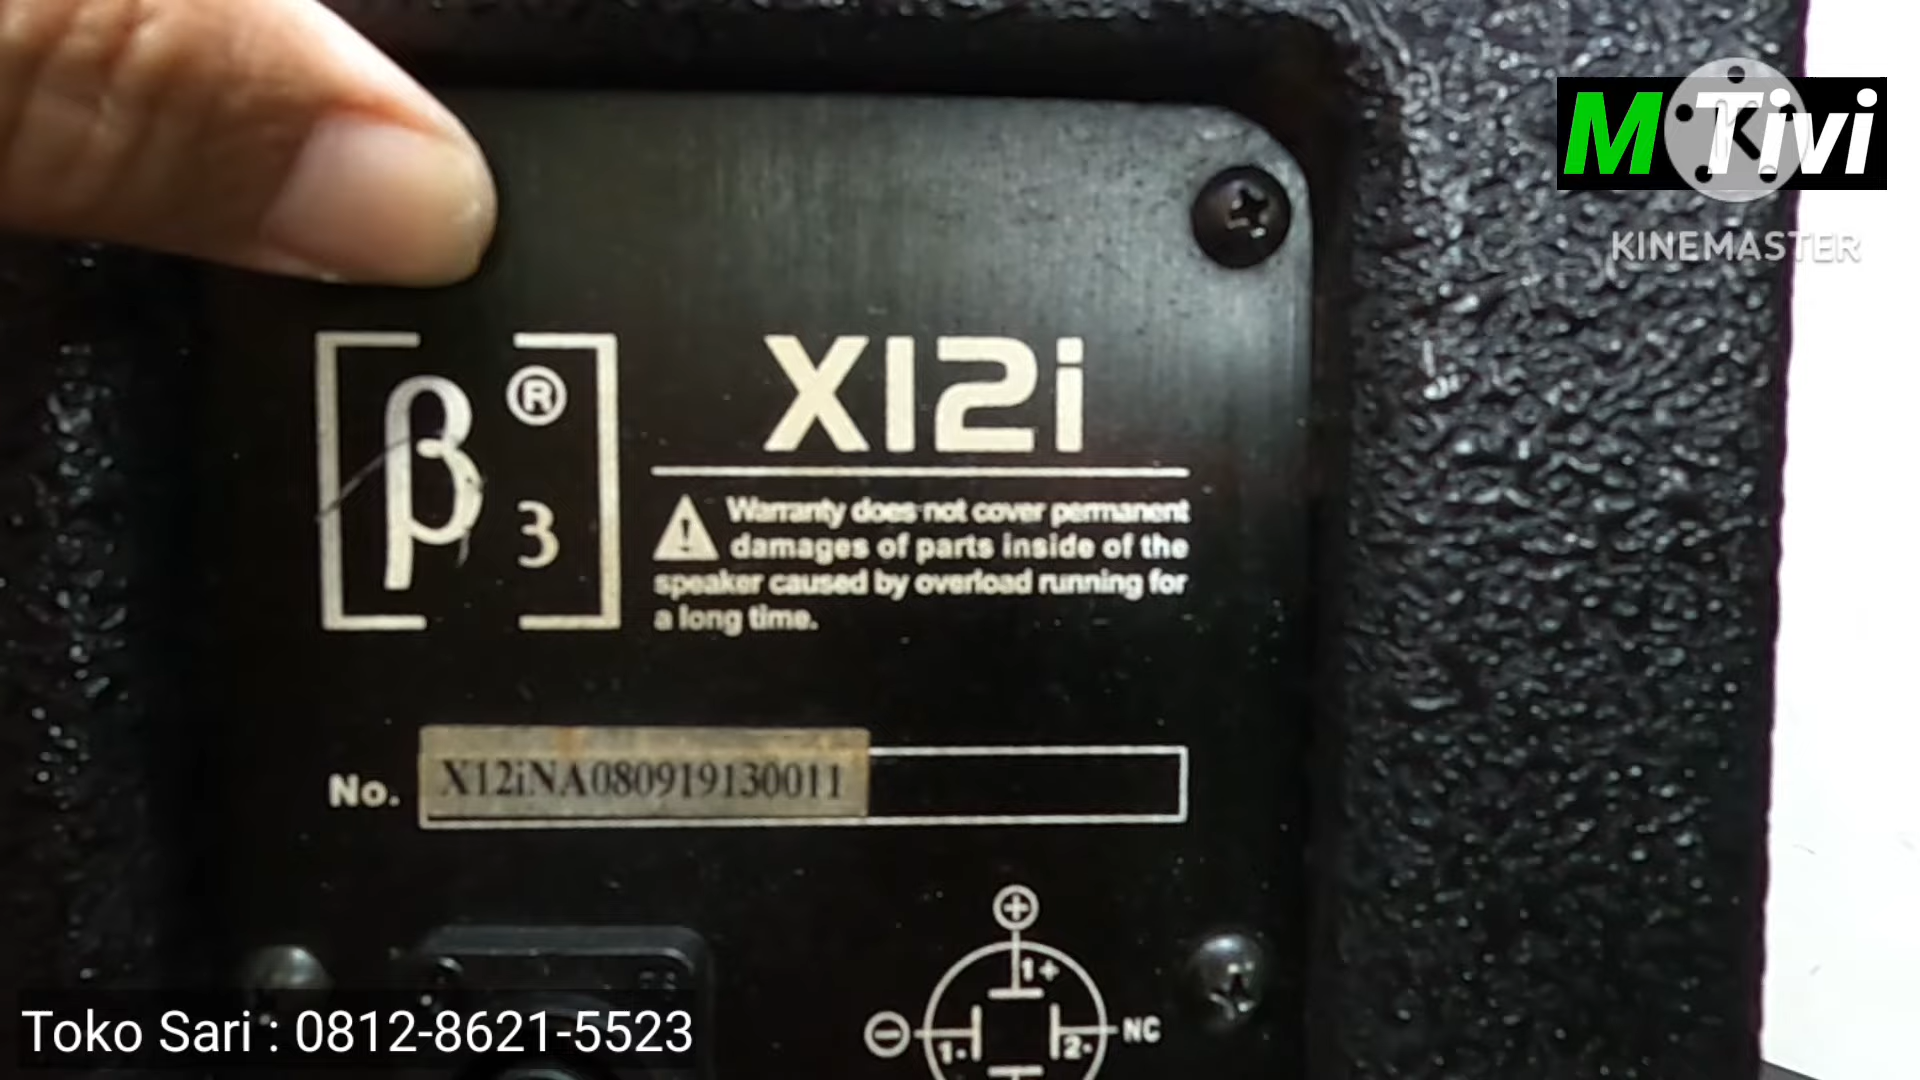 M Tivi
KINEMASTER
β® 3
X12i
Warranty does not cover permanent
damages of parts inside of the
speaker caused by overload running for
a long time.
No. X12iNA080919130011
1+
1-
2-
NC
Toko Sari : 0812-8621-5523